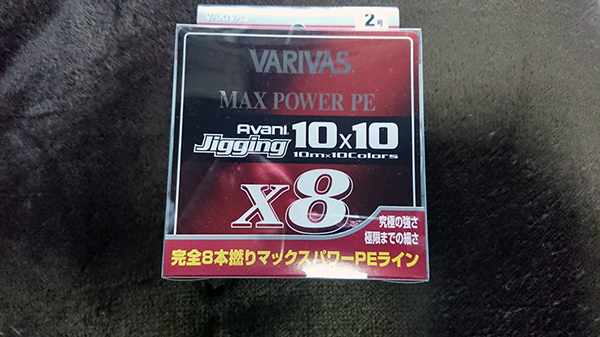 VARIVAS
2号
VARIVAS
MAX POWER PE
Avani
Jigging 10×10
10m×10Colors
X8
究極の強さ
極限までの細さ
完全8本撚りマックスパワーPEライン